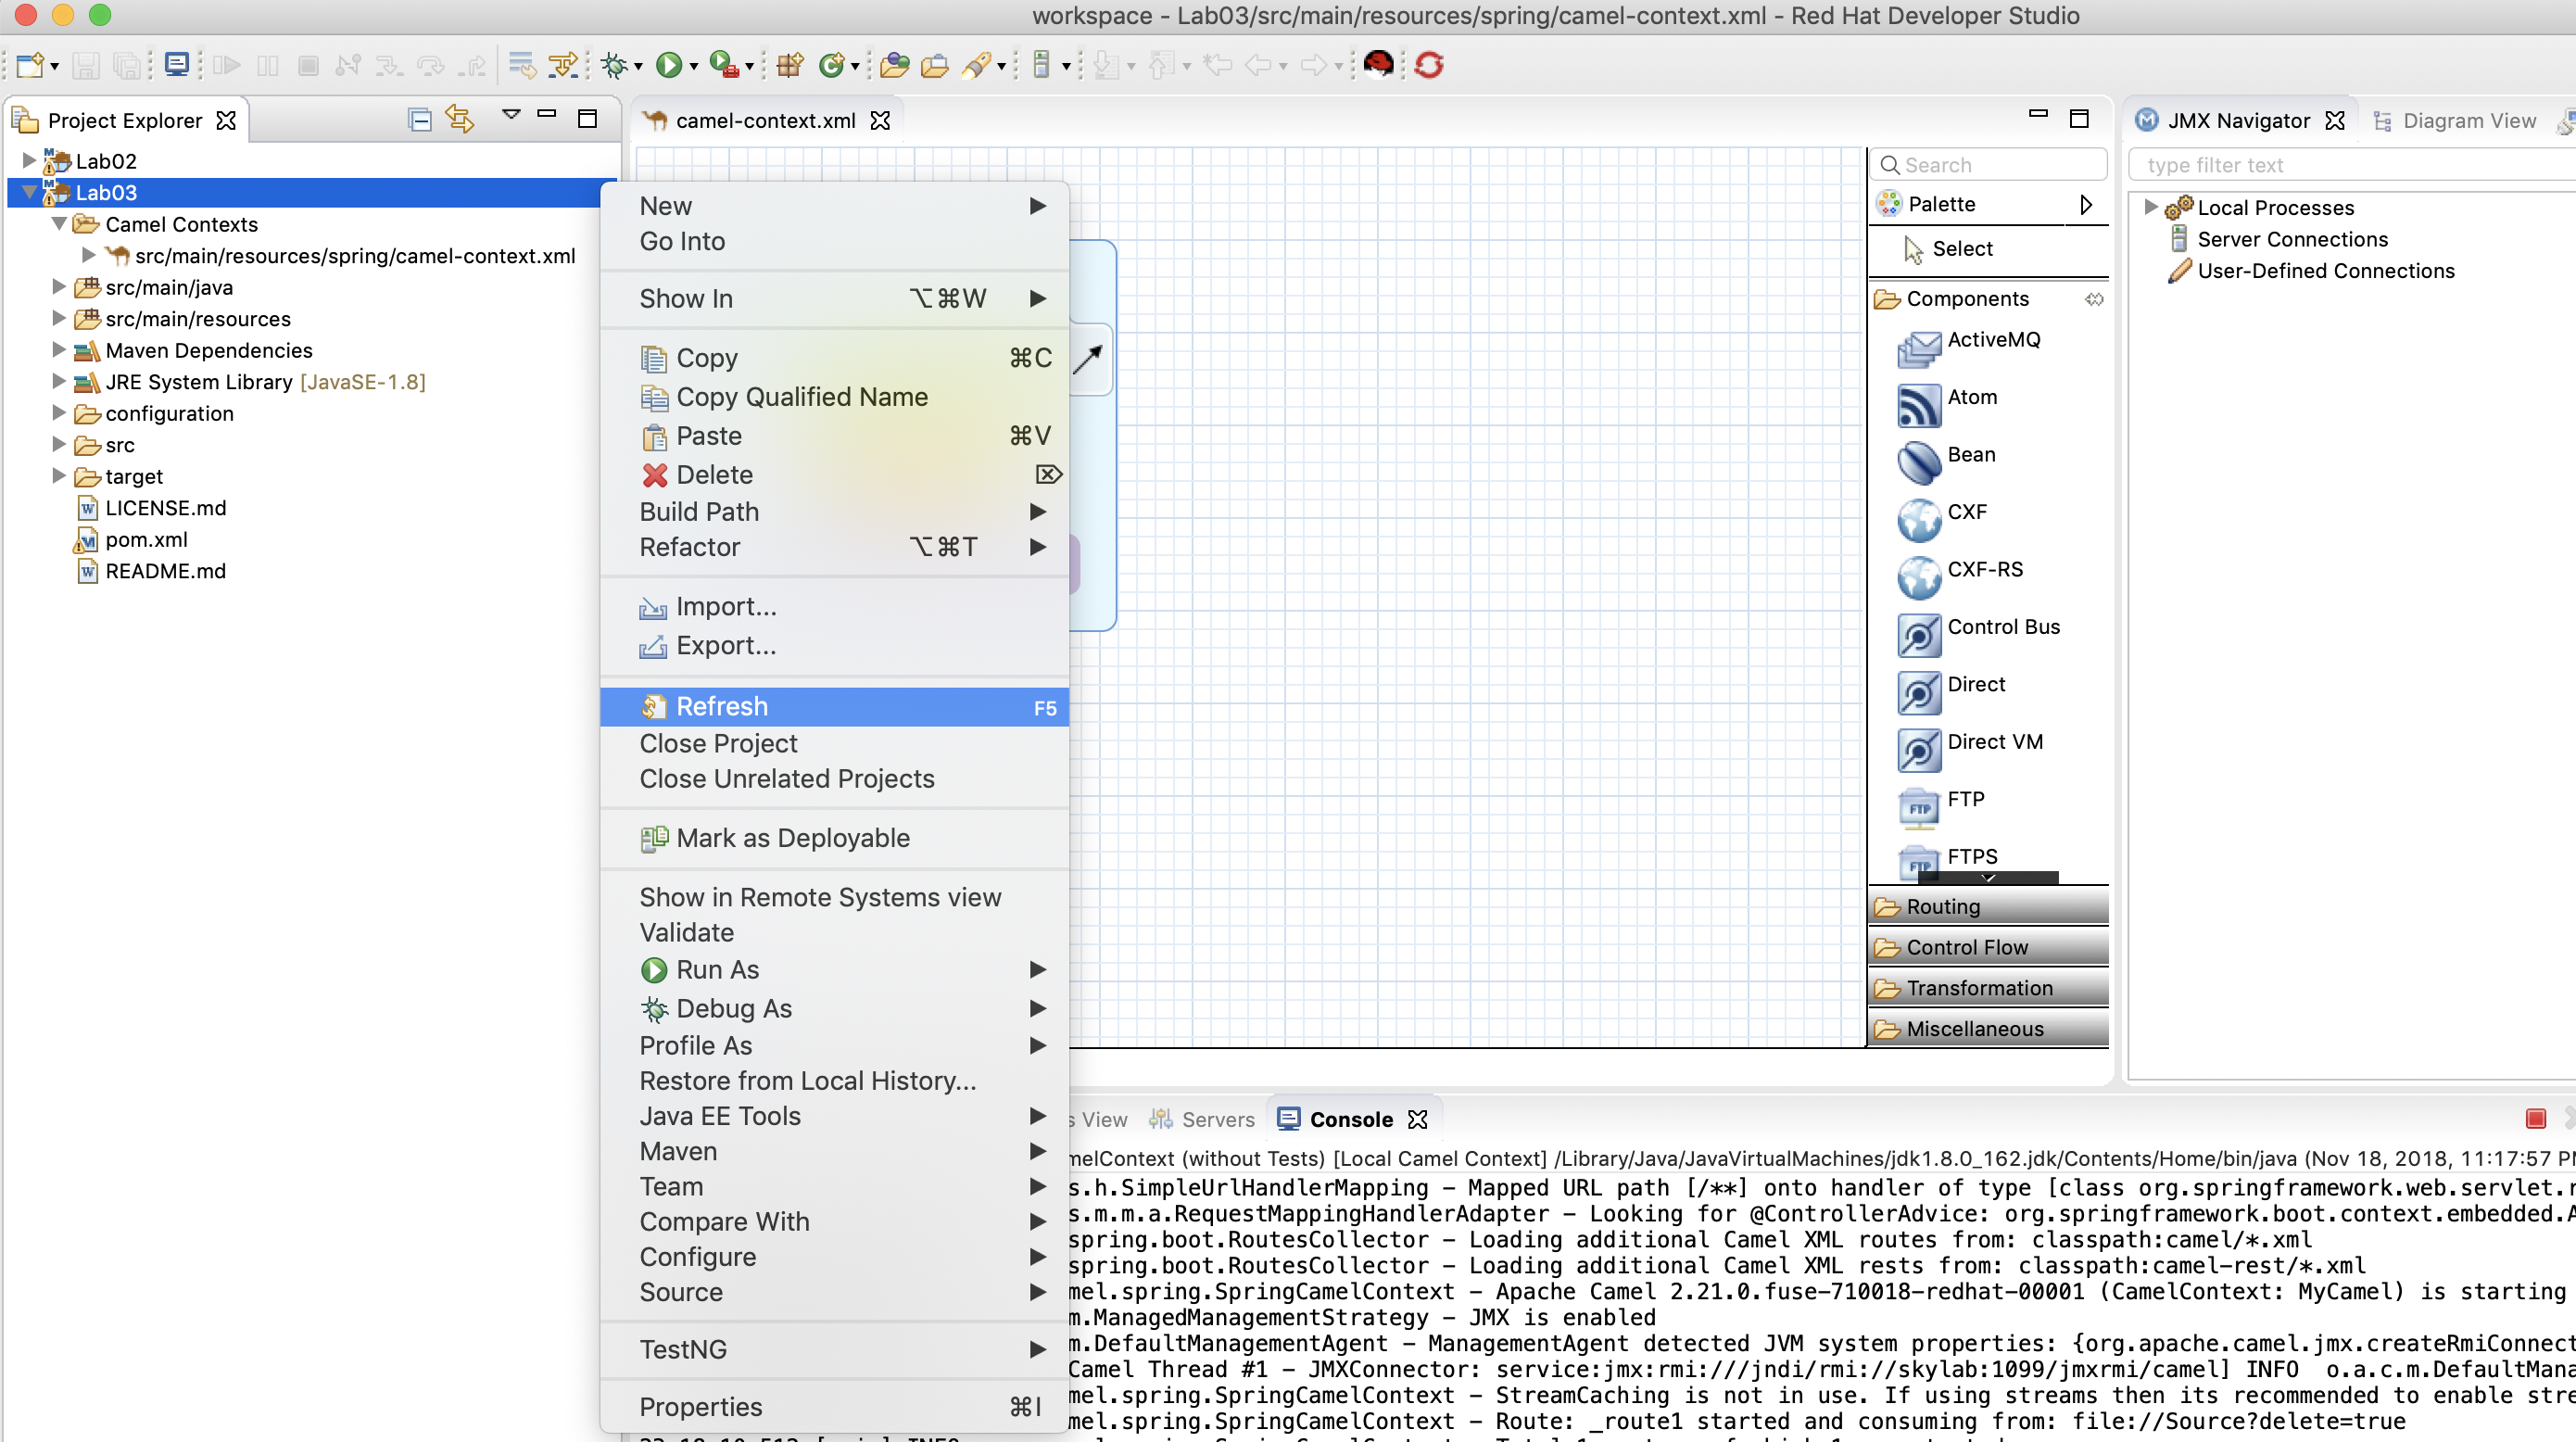 workspace - Lab03/src/main/resources/spring/camel-context.xml - Red Hat Developer Studio
Project Explorer
Lab02
Lab03
Camel Contexts
src/main/resources/spring/camel-context.xml
src/main/java
src/main/resources
Maven Dependencies
JRE System Library [JavaSE-1.8]
configuration
src
target
LICENSE.md
pom.xml
README.md
New
Go Into
Show In ⌥⌘W
Copy ⌘C
Copy Qualified Name
Paste ⌘V
Delete ⌦
Build Path
Refactor ⌥⌘T
Import...
Export...
Refresh F5
Close Project
Close Unrelated Projects
Mark as Deployable
Show in Remote Systems view
Validate
Run As
Debug As
Profile As
Restore from Local History...
Java EE Tools
Maven
Team
Compare With
Configure
Source
TestNG
Properties ⌘I
camel-context.xml
Search
Palette
Select
Components
ActiveMQ
Atom
Bean
CXF
CXF-RS
Control Bus
Direct
Direct VM
FTP
FTPS
Routing
Control Flow
Transformation
Miscellaneous
JMX Navigator
Diagram View
type filter text
Local Processes
Server Connections
User-Defined Connections
s View
Servers
Console
melContext (without Tests) [Local Camel Context] /Library/Java/JavaVirtualMachines/jdk1.8.0_162.jdk/Contents/Home/bin/java (Nov 18, 2018, 11:17:57 P
s.h.SimpleUrlHandlerMapping - Mapped URL path [/**] onto handler of type [class org.springframework.web.servlet.r
s.m.m.a.RequestMappingHandlerAdapter - Looking for @ControllerAdvice: org.springframework.boot.context.embedded.A
spring.boot.RoutesCollector - Loading additional Camel XML routes from: classpath:camel/*.xml
spring.boot.RoutesCollector - Loading additional Camel XML rests from: classpath:camel-rest/*.xml
mel.spring.SpringCamelContext - Apache Camel 2.21.0.fuse-710018-redhat-00001 (CamelContext: MyCamel) is starting
m.ManagedManagementStrategy - JMX is enabled
m.DefaultManagementAgent - ManagementAgent detected JVM system properties: {org.apache.camel.jmx.createRmiConnect
Camel Thread #1 - JMXConnector: service:jmx:rmi:///jndi/rmi://skylab:1099/jmxrmi/camel] INFO o.a.c.m.DefaultMana
mel.spring.SpringCamelContext - StreamCaching is not in use. If using streams then its recommended to enable stre
mel.spring.SpringCamelContext - Route: _route1 started and consuming from: file://Source?delete=true